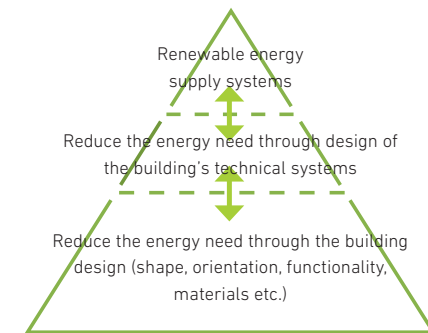 Renewable energy
supply systems
Reduce the energy need through design of
the building's technical systems
Reduce the energy need through the building
design (shape, orientation, functionality,
materials etc.)